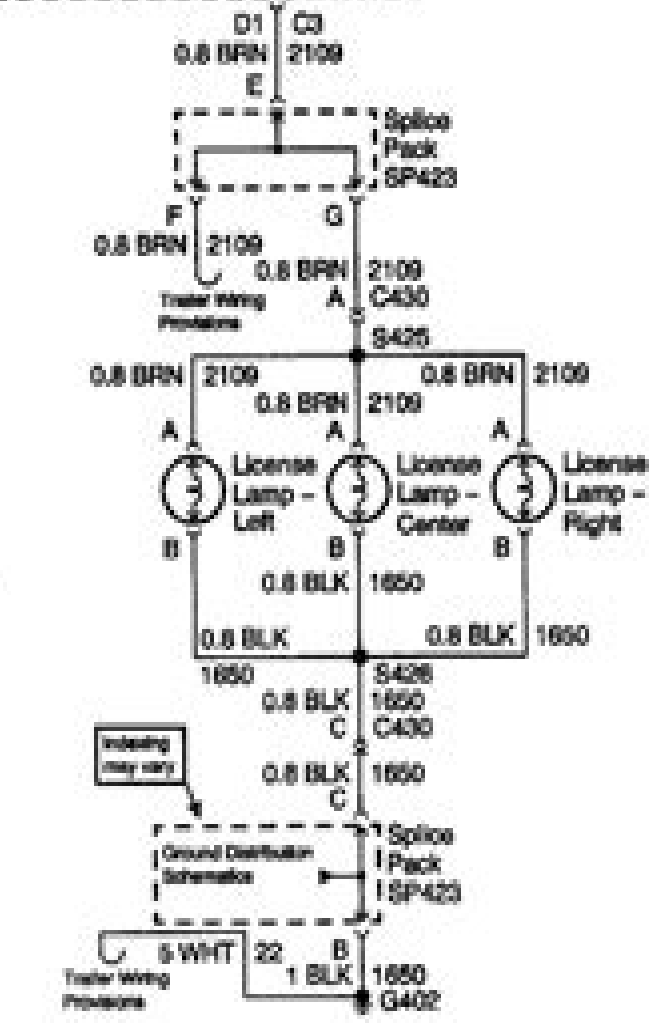 D1 C3
0.8 BRN 2109
E
Splice
Pack
SP423
F
G
0.8 BRN 2109
0.8 BRN 2109
A C430
Trailer Wiring
Provisions
S425
0.8 BRN 2109
0.8 BRN 2109
0.8 BRN 2109
A
A
A
License
Lamp –
Left
License
Lamp –
Center
License
Lamp –
Right
B
B
B
0.8 BLK 1650
0.8 BLK
1650
0.8 BLK 1650
S426
0.8 BLK 1650
C C430
Indexing
may vary
0.8 BLK 1650
C
Splice
Pack
SP423
Ground Distribution
Schematics
5 WHT 22
B
1 BLK 1650
Trailer Wiring
Provisions
G402